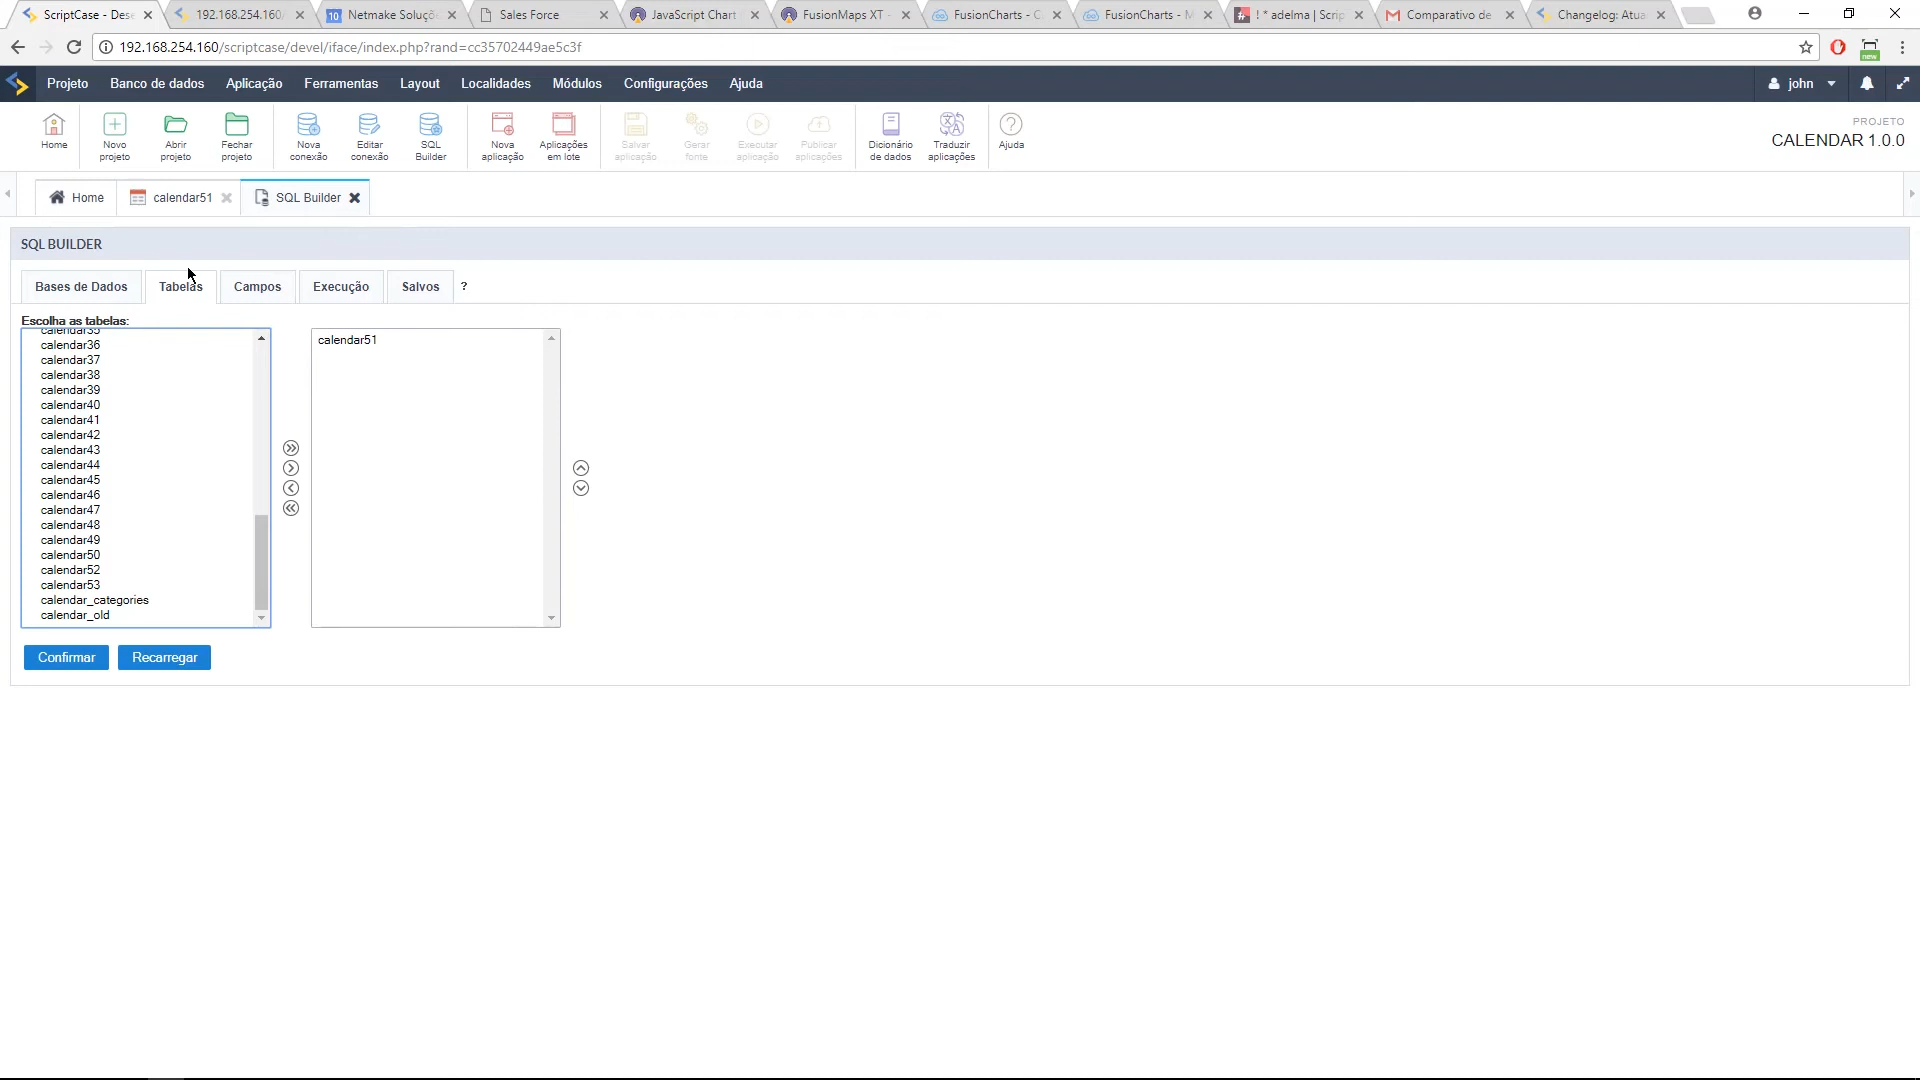 ScriptCase - Dese
192.168.254.160/
10 Netmake Soluçõ
Sales Force
JavaScript Chart
FusionMaps XT -
FusionCharts - C
FusionCharts - M
! * adelma | Scrip
Comparativo de
Changelog: Atua
192.168.254.160/scriptcase/devel/iface/index.php?rand=cc35702449ae5c3f
new
Projeto Banco de dados Aplicação Ferramentas Layout Localidades Módulos Configurações Ajuda
john
Home
Novo
projeto
Abrir
projeto
Fechar
projeto
Nova
conexão
Editar
conexão
SQL
Builder
Nova
aplicação
Aplicações
em lote
Salvar
aplicação
Gerar
fonte
Executar
aplicação
Publicar
aplicações
Dicionário
de dados
Traduzir
aplicações
Ajuda
PROJETO
CALENDAR 1.0.0
Home
calendar51
SQL Builder
SQL BUILDER
Bases de Dados Tabelas Campos Execução Salvos ?
Escolha as tabelas:
calendar35
calendar36
calendar37
calendar38
calendar39
calendar40
calendar41
calendar42
calendar43
calendar44
calendar45
calendar46
calendar47
calendar48
calendar49
calendar50
calendar52
calendar53
calendar_categories
calendar_old
calendar51
Confirmar
Recarregar